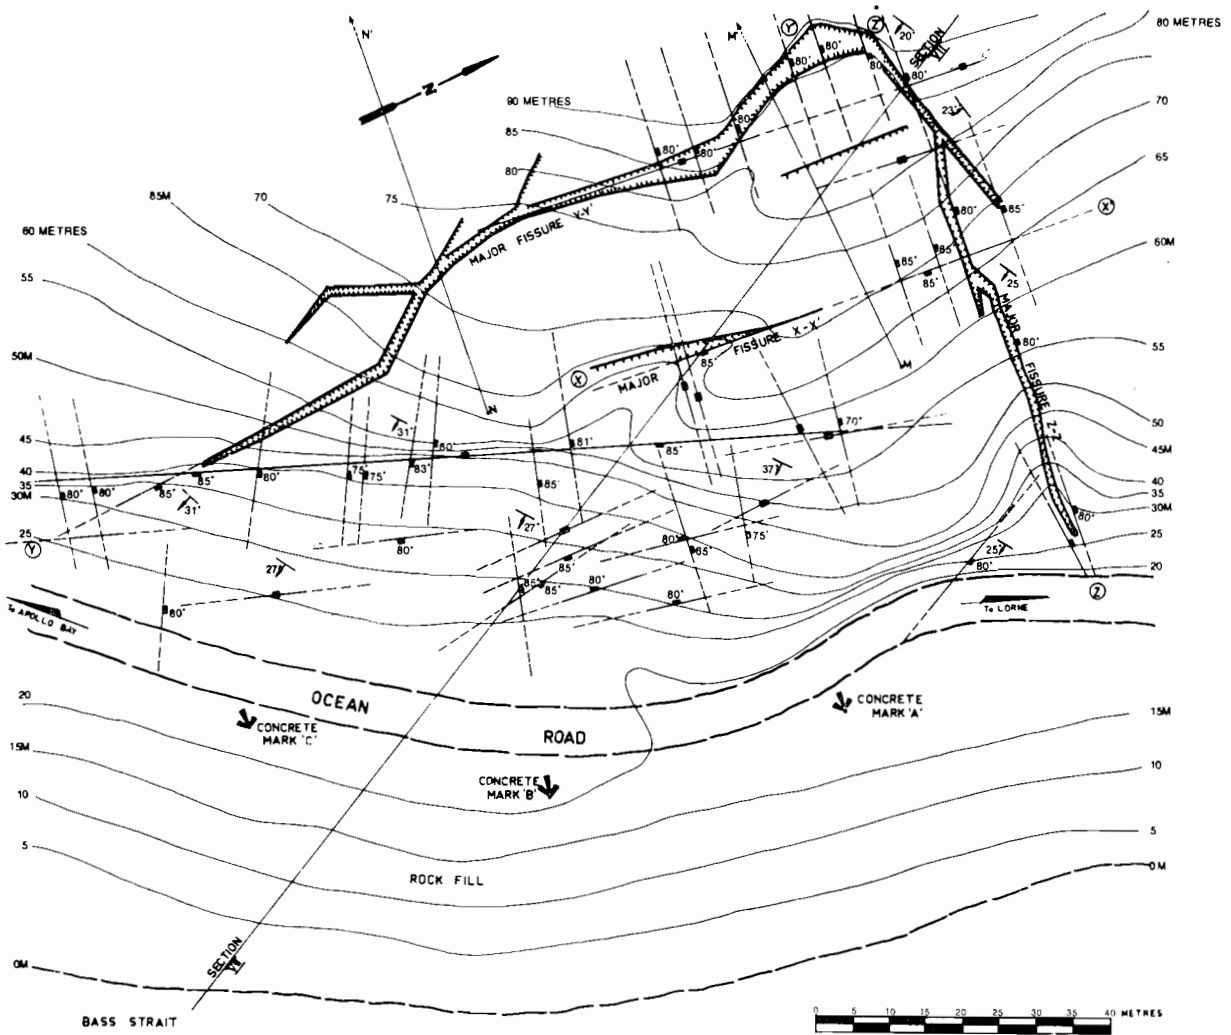 N'
N
M'
Y'
Z'
20°
SECTION
VII
80 METRES
80°
80°
80°
80°
80°
90 METRES
85
80
80°
80°
80°
23°
70
65
85M
70
75
80°
85°
X'
MAJOR FISSURE Y-Y'
60 METRES
55
85°
85°
85°
60M
25
MAJOR FISSURE Z-Z'
80°
50M
X
MAJOR FISSURE X-X'
85°
M
55
N
50
31°
80°
81°
85°
70°
45M
45
40
35
30M
25
80°
80°
85°
85°
80°
75°
75°
83°
85°
37
40
35
30M
25
20
31°
27°
80°
85°
75°
80°
Y
80°
25°
80°
27
85°
85°
85°
80°
80°
80°
Z
To APOLLO BAY
To LORNE
OCEAN ROAD
20
CONCRETE
MARK 'C'
CONCRETE
MARK 'A'
15M
15M
CONCRETE
MARK 'B'
10
10
5
5
ROCK FILL
0M
0M
SECTION
VII
BASS STRAIT
0 5 10 15 20 25 30 35 40 METRES